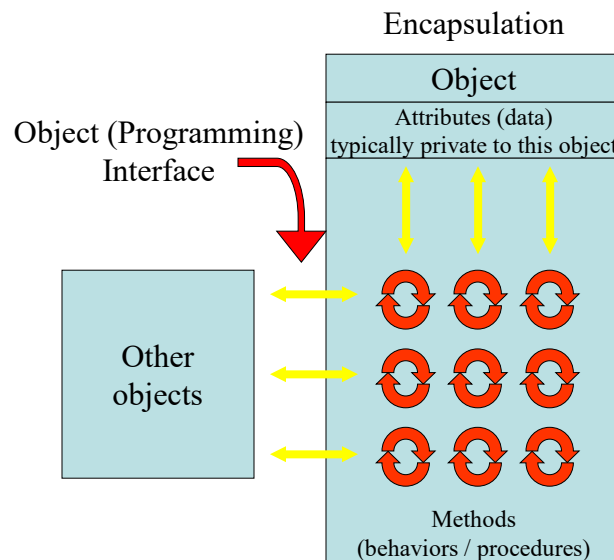 Encapsulation
Object
Attributes (data)
typically private to this object
Object (Programming)
Interface
Other
objects
Methods
(behaviors / procedures)